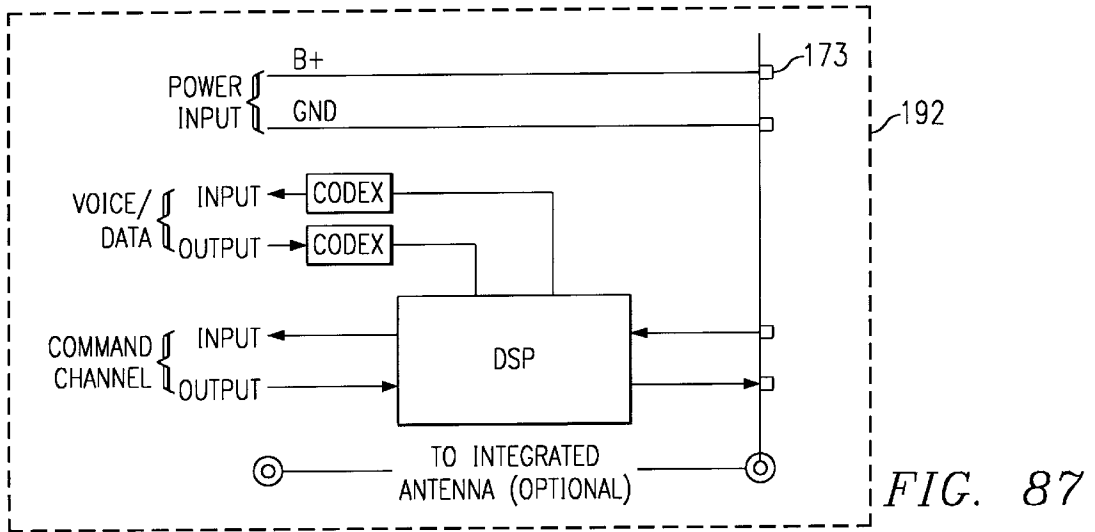 B+
173
POWER
INPUT
GND
192
VOICE/
DATA
INPUT
CODEX
OUTPUT
CODEX
COMMAND
CHANNEL
INPUT
OUTPUT
DSP
TO INTEGRATED
ANTENNA (OPTIONAL)
FIG. 87